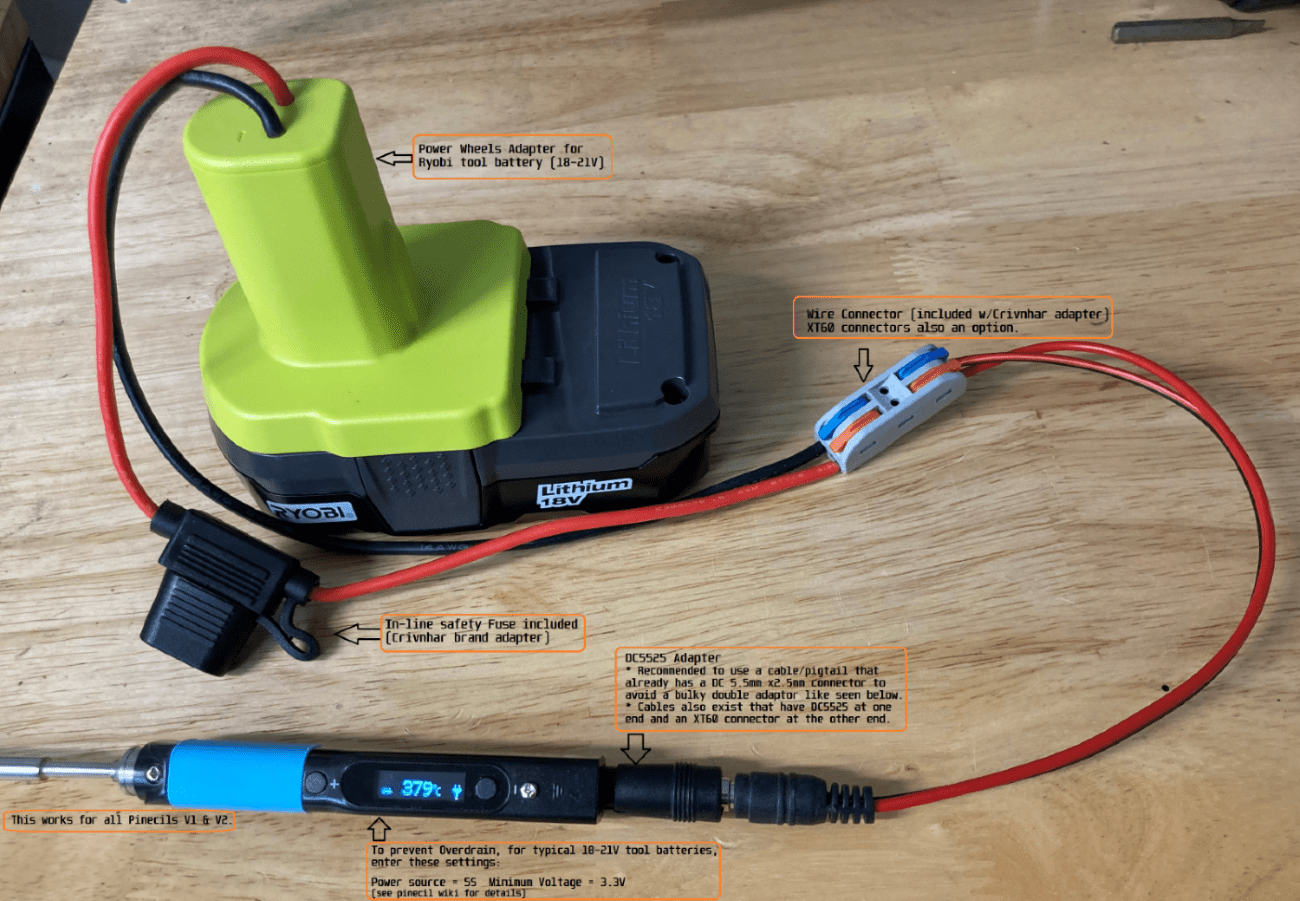 Power Wheels Adapter for
Ryobi tool battery (18-21V)
Lithium
18V
Wire Connector (included w/Crivnhar adapter)
XT60 connectors also an option.
Lithium
18V
RYOBI
14 AWG
In-line safety Fuse included
(Crivnhar brand adapter)
DC5525 Adapter
* Recommended to use a cable/pigtail that
already has a DC 5.5mm x2.5mm connector to
avoid a bulky double adaptor like seen below.
* Cables also exist that have DC5525 at one
end and an XT60 connector at the other end.
+ 379°C -
This works for all Pinecils V1 & V2.
To prevent Overdrain, for typical 18-21V tool batteries,
enter these settings:
Power source = 5S Minimum Voltage = 3.3V
(see pinecil wiki for details)